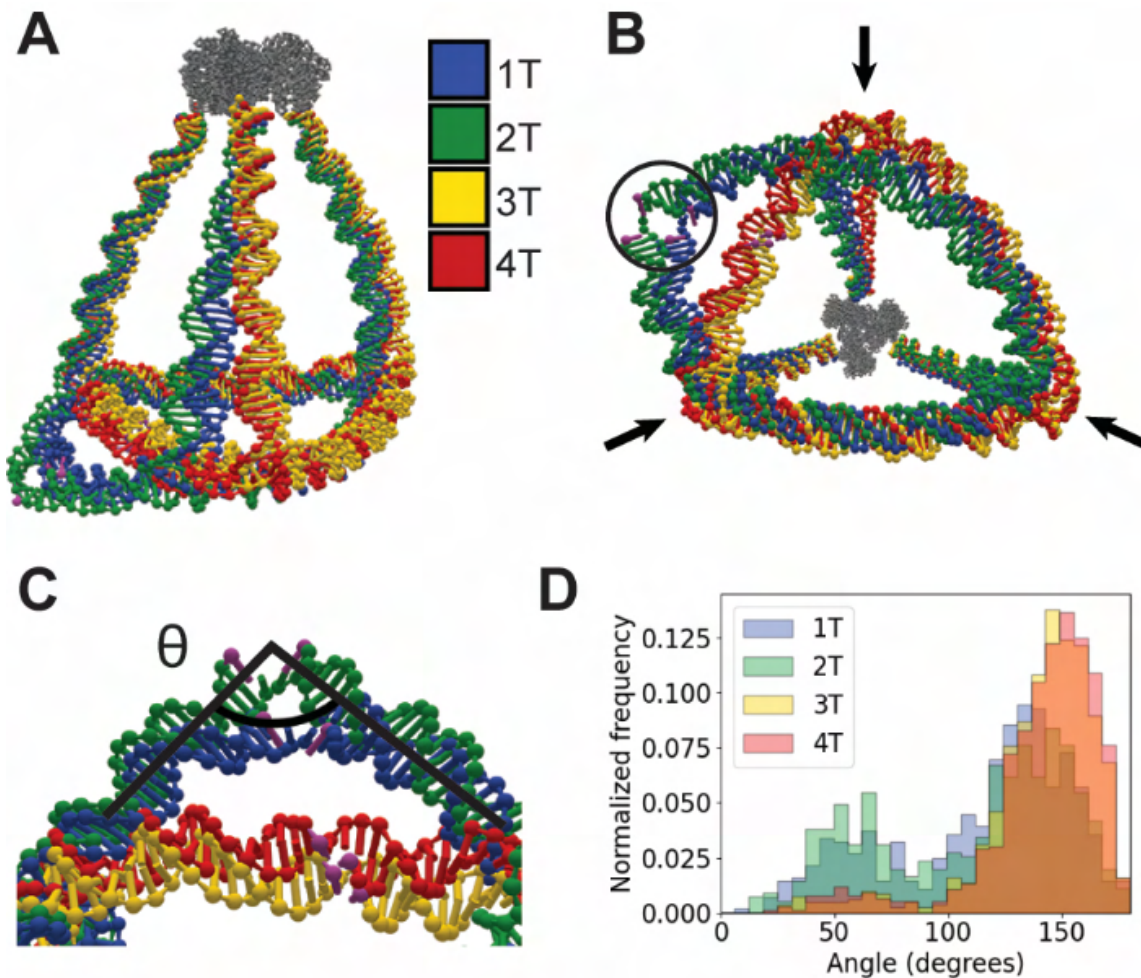 A
1T
2T
3T
4T
B
C
θ
D
Normalized frequency
0.125
0.100
0.075
0.050
0.025
0.000
1T
2T
3T
4T
0
50
100
150
Angle (degrees)